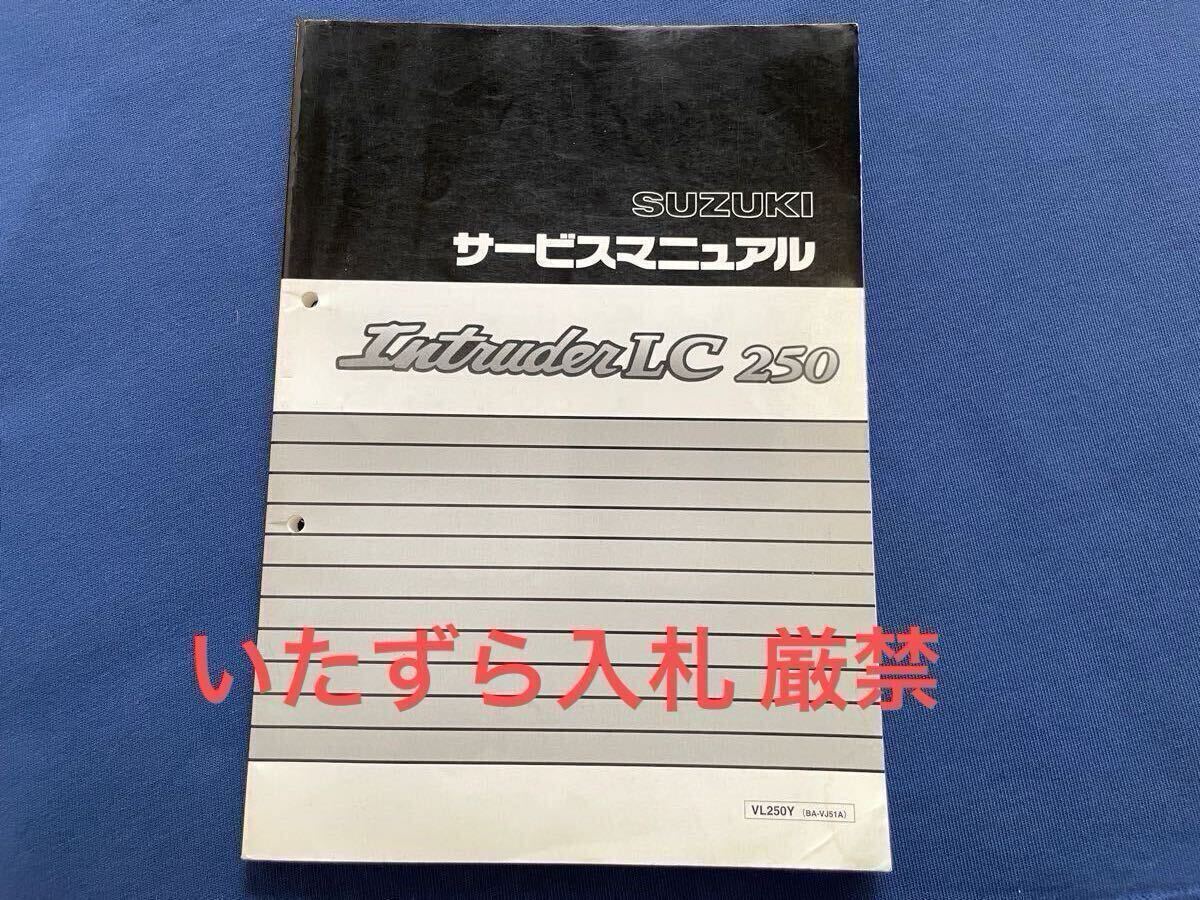 SUZUKI
サービスマニュアル
Intruder LC 250
いたずら入札 厳禁
VL250Y (BA-VJ51A)